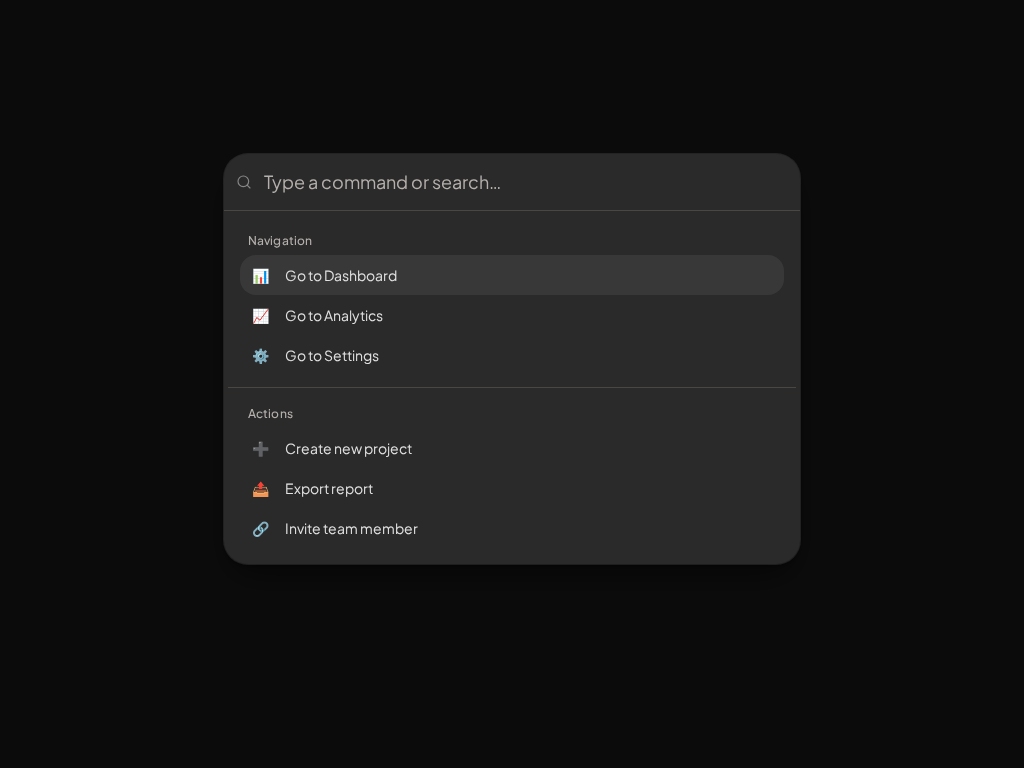 Type a command or search…
Navigation
Go to Dashboard
Go to Analytics
Go to Settings
Actions
Create new project
Export report
Invite team member